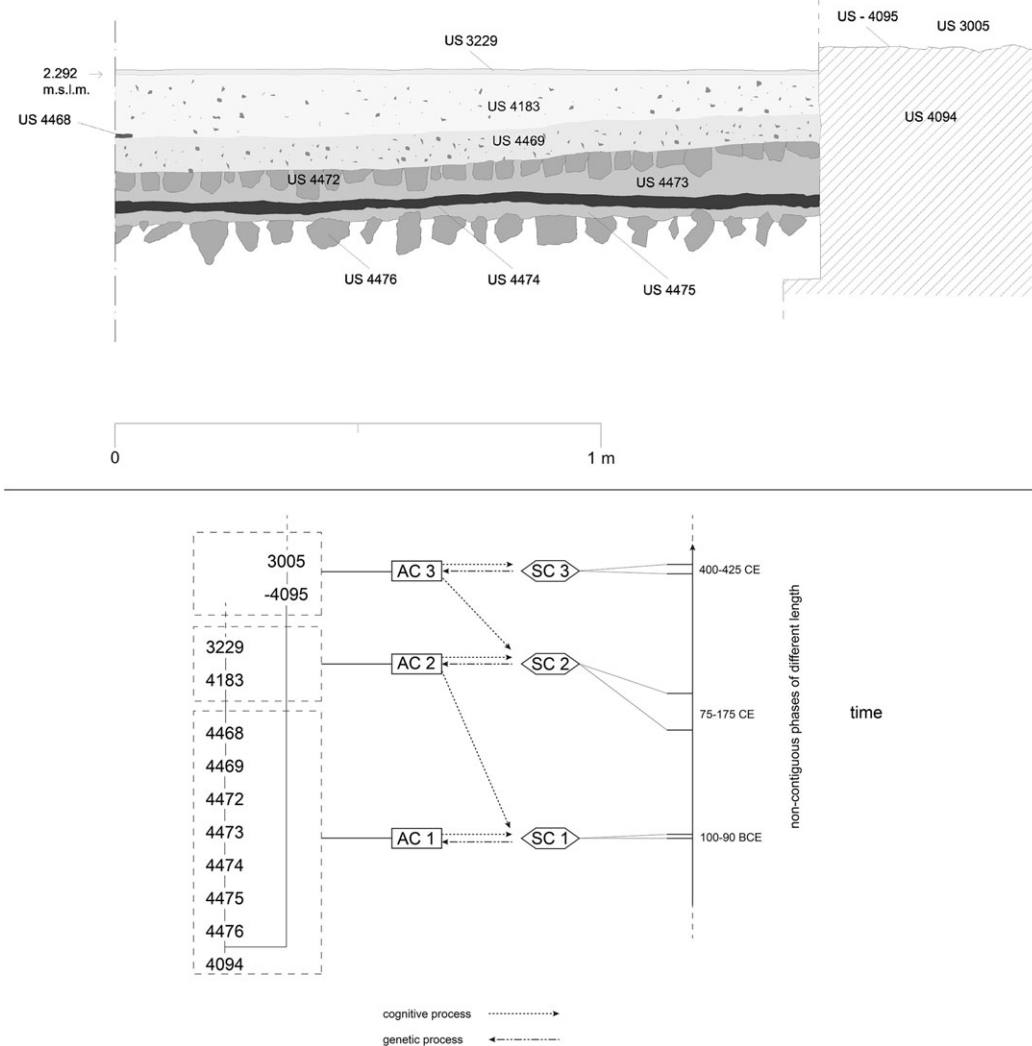 US - 4095
US 3005
US 3229
2.292
m.s.l.m.
US 4183
US 4468
US 4094
US 4469
US 4472
US 4473
US 4476
US 4474
US 4475
0
1 m
3005
-4095
AC 3
SC 3
400-425 CE
3229
4183
AC 2
SC 2
75-175 CE
non-contiguous phases of different length
time
4468
4469
4472
4473
4474
4475
4476
4094
AC 1
SC 1
100-90 BCE
cognitive process
genetic process